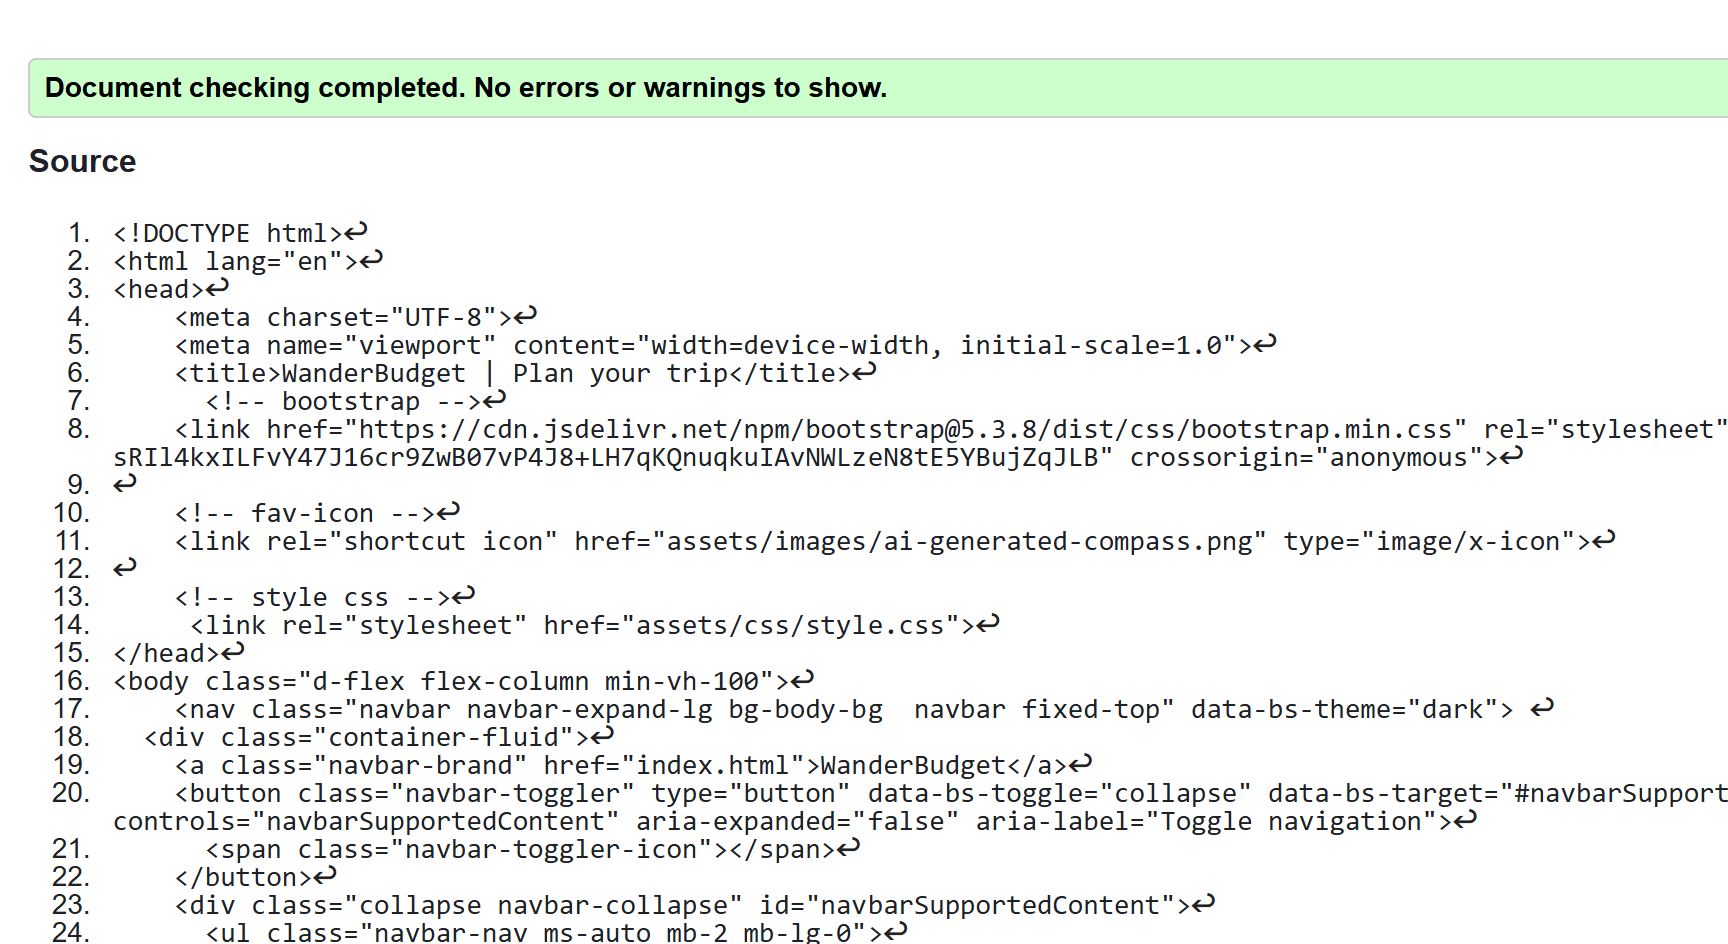 Document checking completed. No errors or warnings to show.
Source
1. <!DOCTYPE html>↩
2. <html lang="en">↩
3. <head>↩
4. <meta charset="UTF-8">↩
5. <meta name="viewport" content="width=device-width, initial-scale=1.0">↩
6. <title>WanderBudget | Plan your trip</title>↩
7. <!-- bootstrap -->↩
8. <link href="https://cdn.jsdelivr.net/npm/bootstrap@5.3.8/dist/css/bootstrap.min.css" rel="stylesheet"
sRIl4kxILFvY47J16cr9ZwB07vP4J8+LH7qKQnuqkuIAvNWLzeN8tE5YBujZqJLB" crossorigin="anonymous">↩
9. ↩
10. <!-- fav-icon -->↩
11. <link rel="shortcut icon" href="assets/images/ai-generated-compass.png" type="image/x-icon">↩
12. ↩
13. <!-- style css -->↩
14. <link rel="stylesheet" href="assets/css/style.css">↩
15. </head>↩
16. <body class="d-flex flex-column min-vh-100">↩
17. <nav class="navbar navbar-expand-lg bg-body-bg  navbar fixed-top" data-bs-theme="dark"> ↩
18. <div class="container-fluid">↩
19. <a class="navbar-brand" href="index.html">WanderBudget</a>↩
20. <button class="navbar-toggler" type="button" data-bs-toggle="collapse" data-bs-target="#navbarSupport
controls="navbarSupportedContent" aria-expanded="false" aria-label="Toggle navigation">↩
21. <span class="navbar-toggler-icon"></span>↩
22. </button>↩
23. <div class="collapse navbar-collapse" id="navbarSupportedContent">↩
24. <ul class="navbar-nav ms-auto mb-2 mb-lg-0">↩